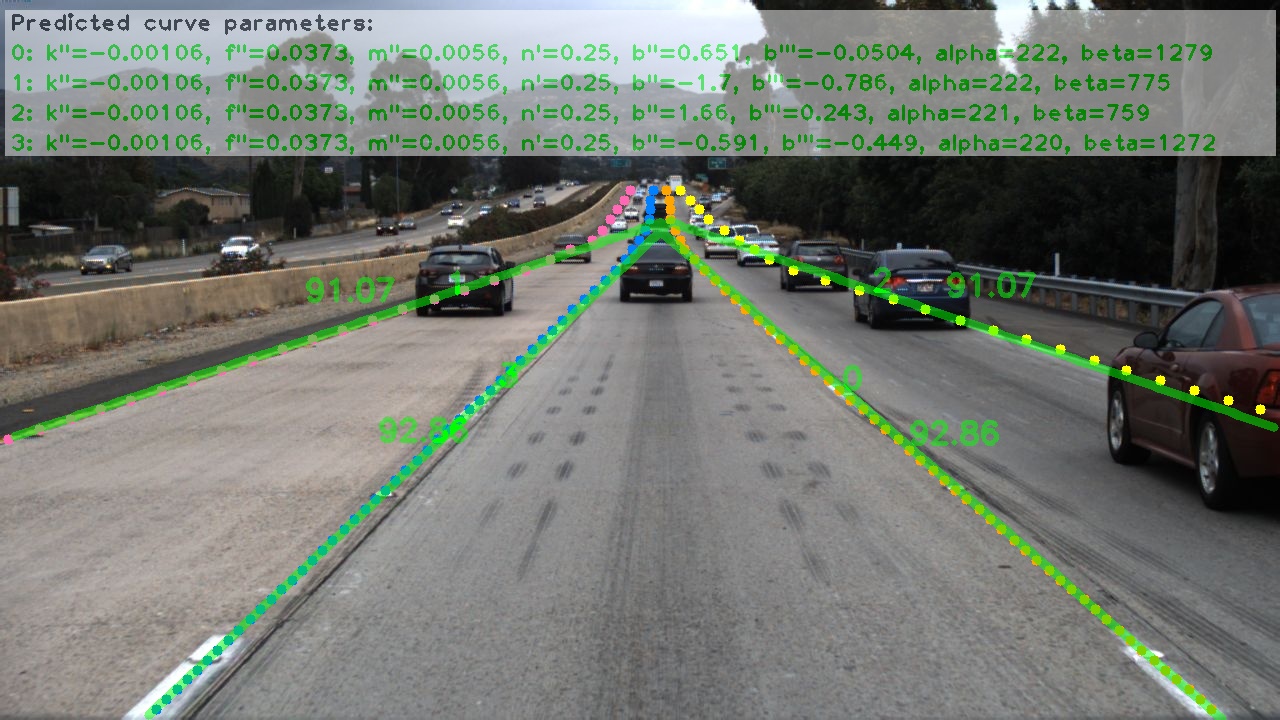 Predicted curve parameters:
0: k''=-0.00106, f''=0.0373, m''=0.0056, n'=0.25, b''=0.651, b'''=-0.0504, alpha=222, beta=1279
1: k''=-0.00106, f''=0.0373, m''=0.0056, n'=0.25, b''=-1.7, b'''=-0.786, alpha=222, beta=775
2: k''=-0.00106, f''=0.0373, m''=0.0056, n'=0.25, b''=1.66, b'''=0.243, alpha=221, beta=759
3: k''=-0.00106, f''=0.0373, m''=0.0056, n'=0.25, b''=-0.591, b'''=-0.449, alpha=220, beta=1272
91.07 1 2 91.07
3 0
92.86 92.86